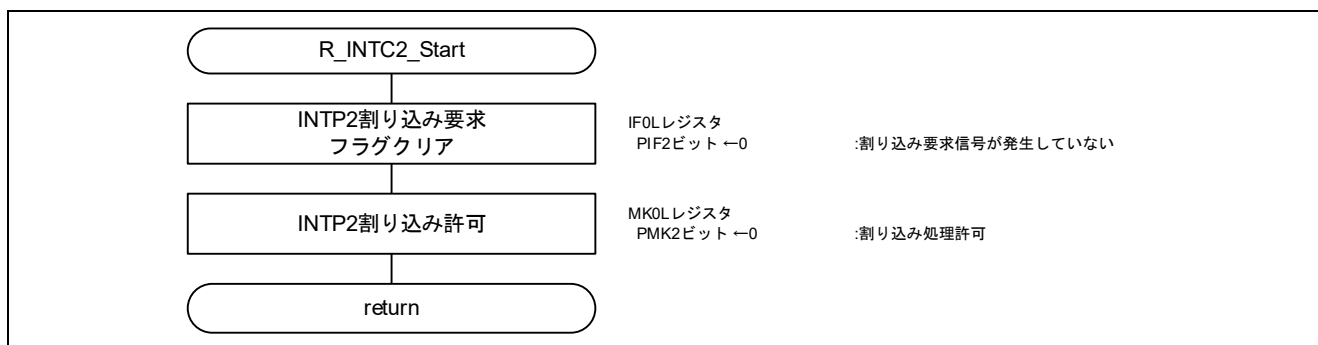 R_INTC2_Start
INTP2割り込み要求
フラグクリア
IF0Lレジスタ
PIF2ビット ←0 :割り込み要求信号が発生していない
INTP2割り込み許可
MK0Lレジスタ
PMK2ビット ←0 :割り込み処理許可
return